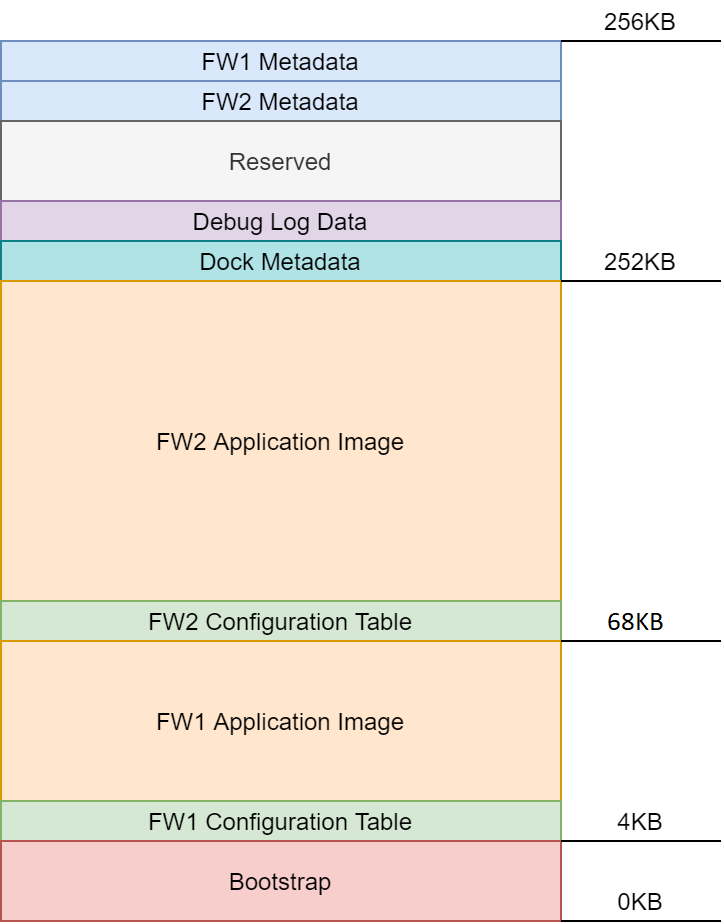 256KB
FW1 Metadata
FW2 Metadata
Reserved
Debug Log Data
Dock Metadata
252KB
FW2 Application Image
FW2 Configuration Table
68KB
FW1 Application Image
FW1 Configuration Table
4KB
Bootstrap
0KB